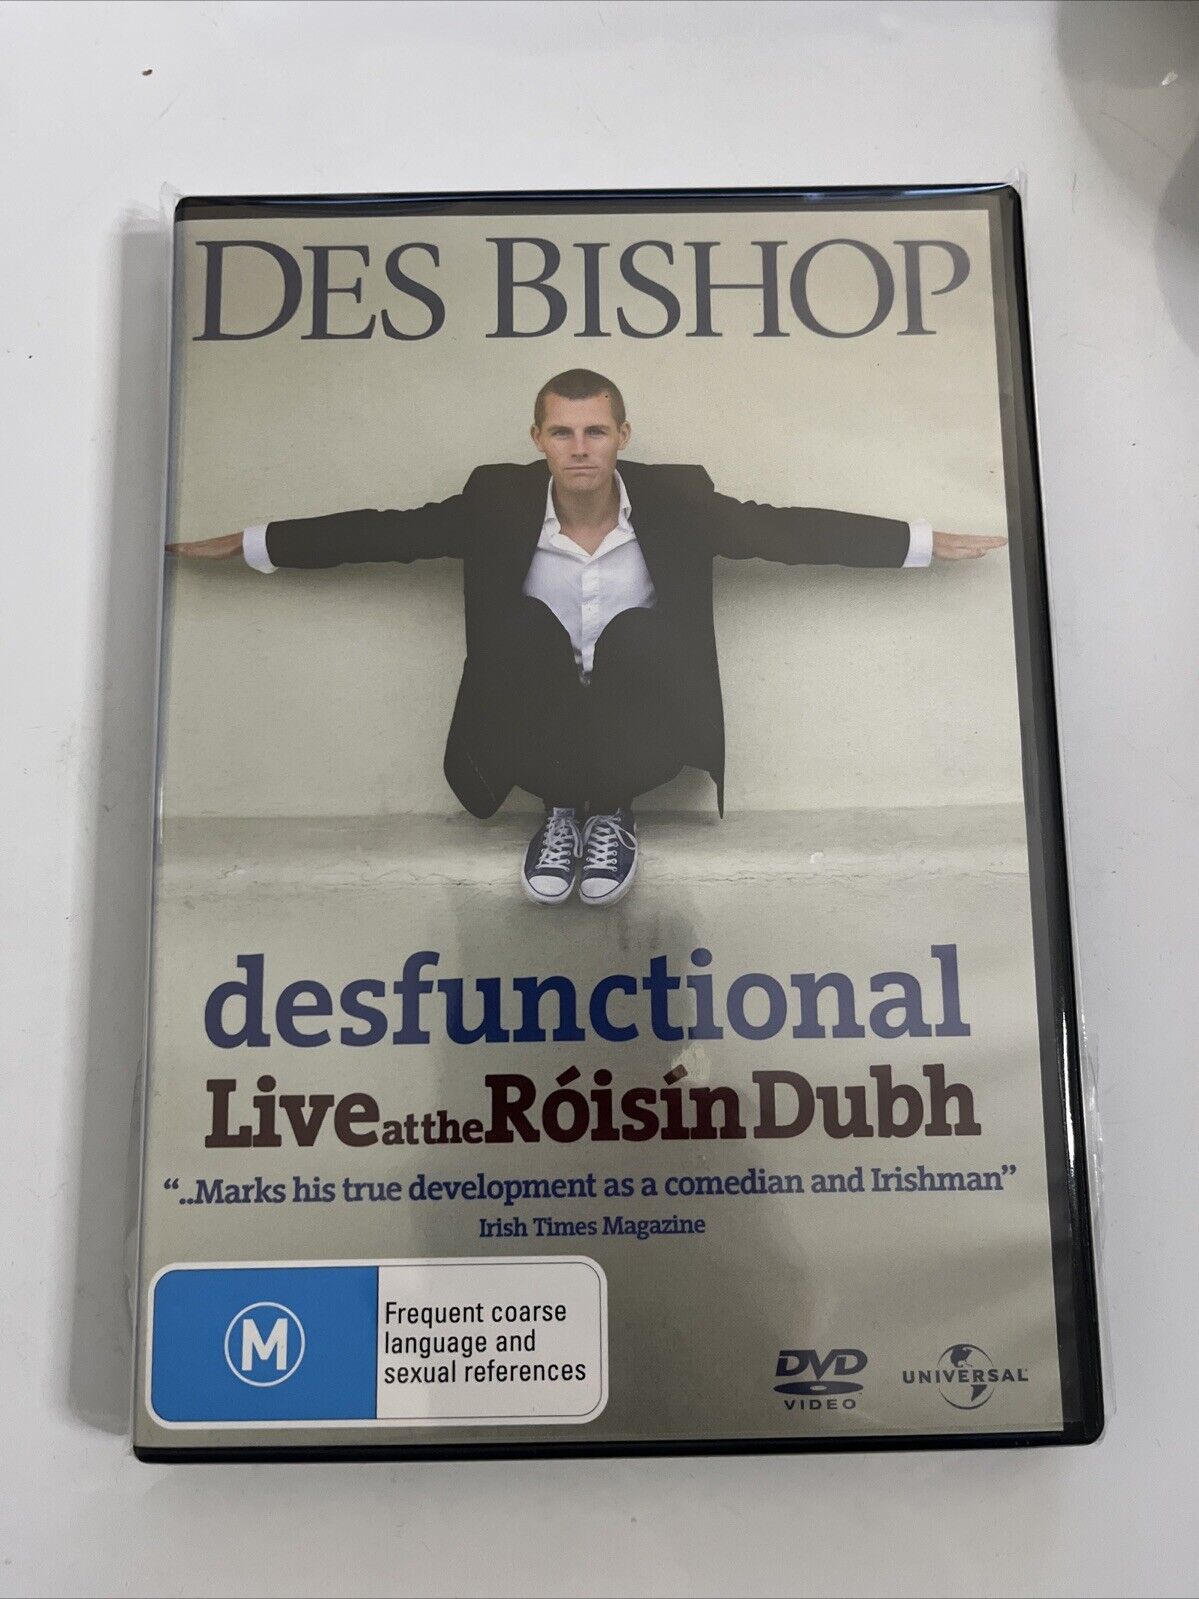 DES BISHOP
desfunctional
Live at the Róisín Dubh
“..Marks his true development as a comedian and Irishman”
Irish Times Magazine
M
Frequent coarse
language and
sexual references
DVD
VIDEO
UNIVERSAL